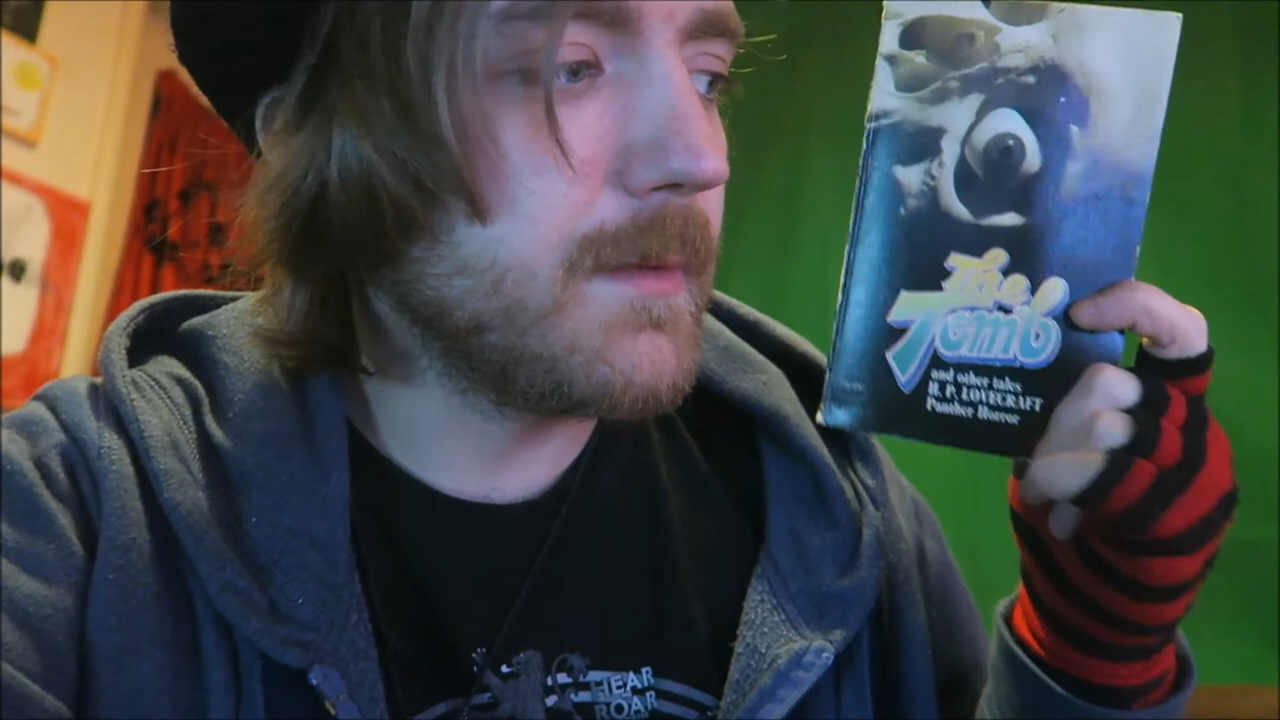 The
Tomb
and other tales
H. P. LOVECRAFT
Panther Horror
HEAR
ROAR